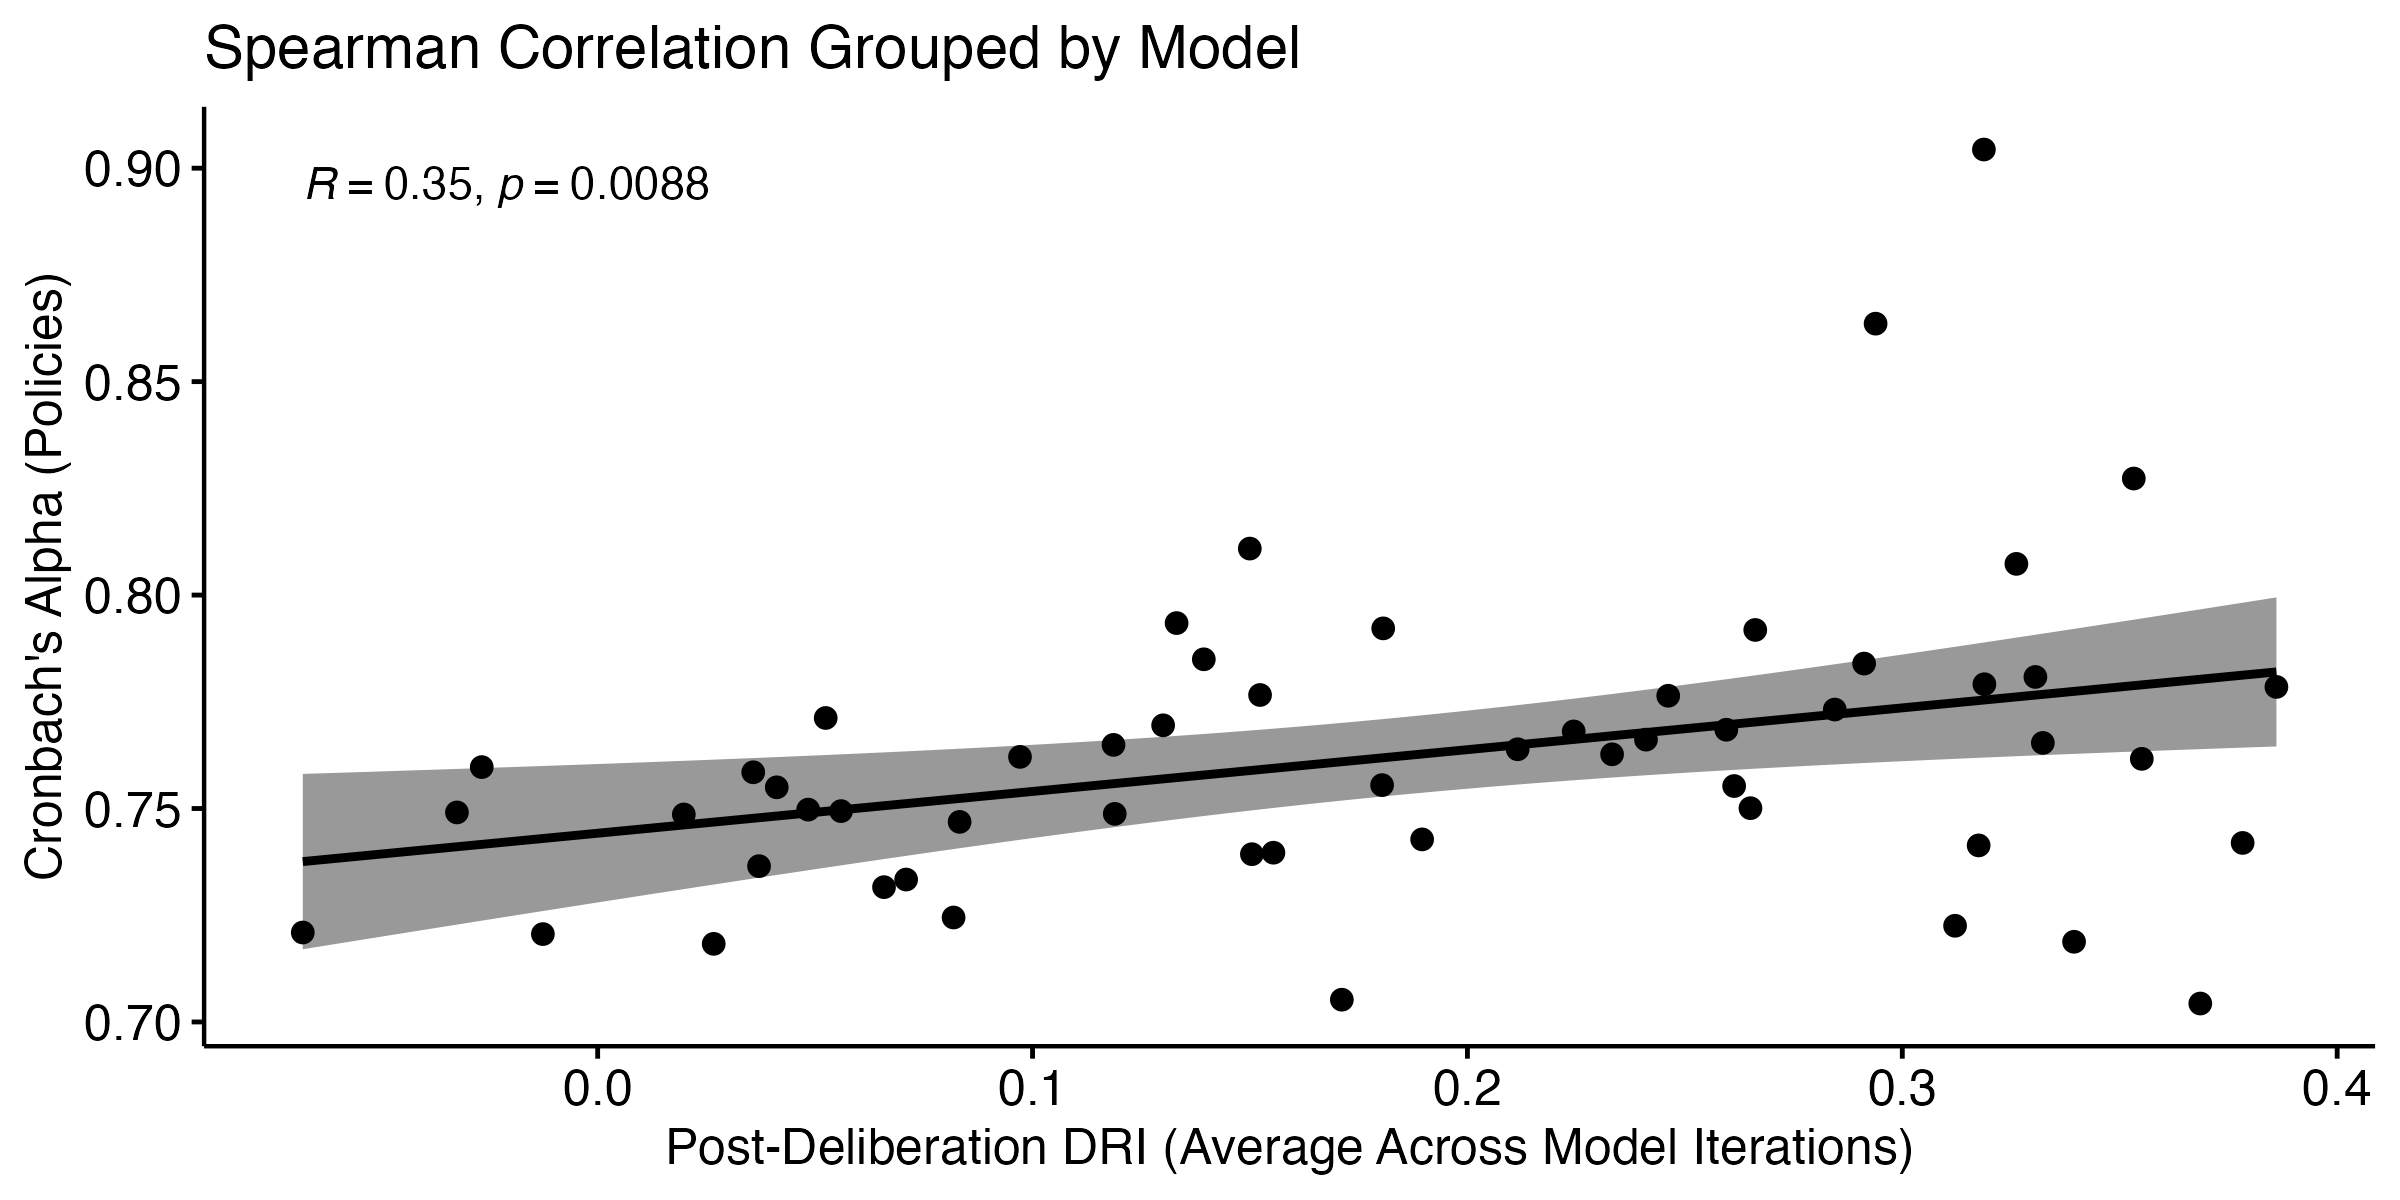 Spearman Correlation Grouped by Model
R = 0.35, p = 0.0088
Cronbach's Alpha (Policies)
0.90
0.85
0.80
0.75
0.70
0.0 0.1 0.2 0.3 0.4
Post-Deliberation DRI (Average Across Model Iterations)